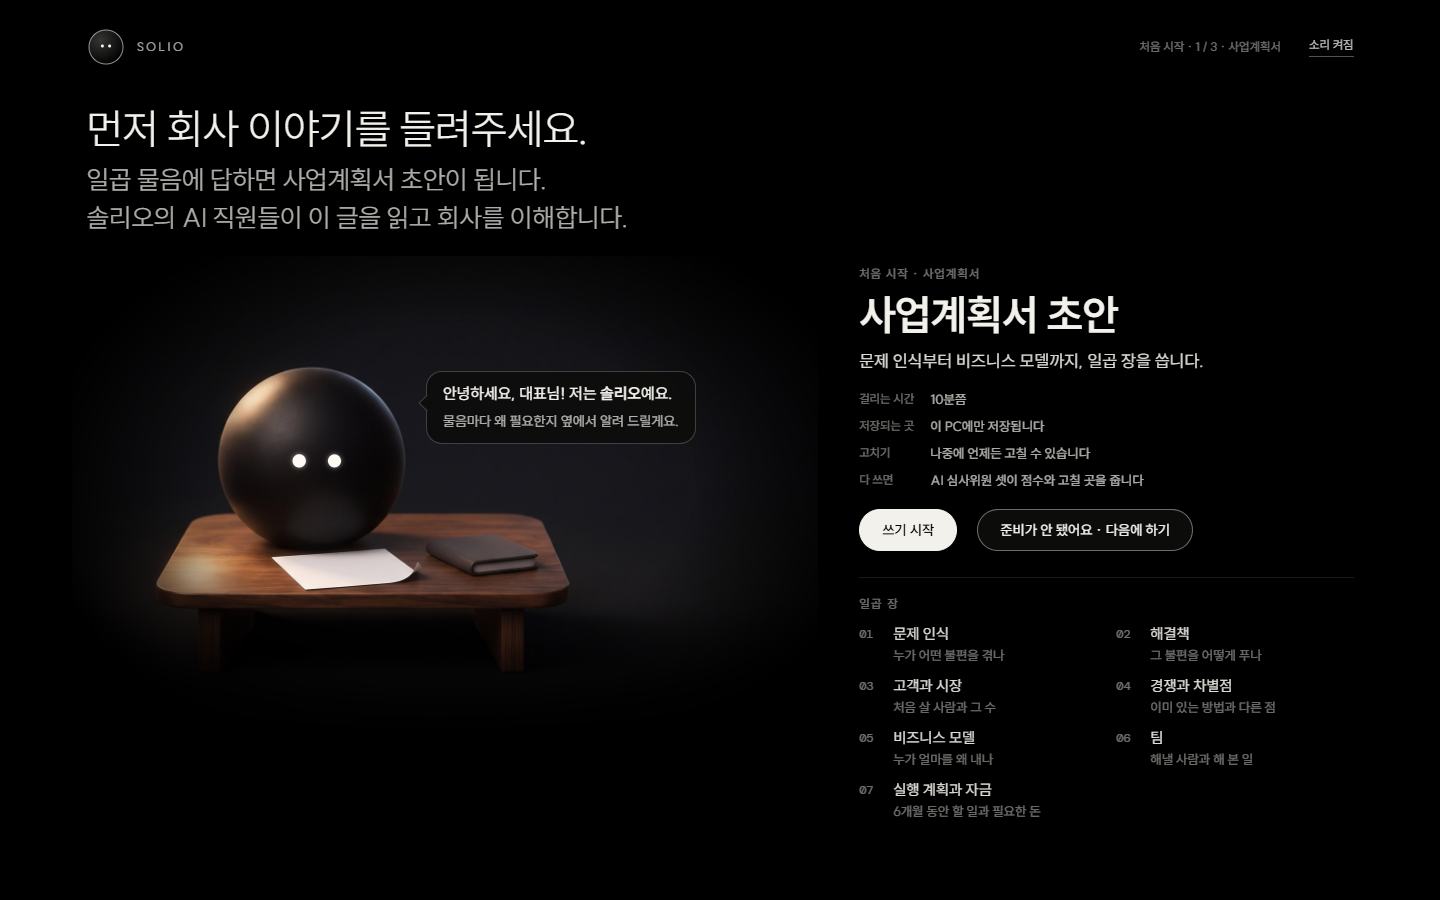 SOLIO
처음 시작 · 1 / 3 · 사업계획서
소리 켜짐
먼저 회사 이야기를 들려주세요.
일곱 물음에 답하면 사업계획서 초안이 됩니다.
솔리오의 AI 직원들이 이 글을 읽고 회사를 이해합니다.
안녕하세요, 대표님! 저는 솔리오예요.
물음마다 왜 필요한지 옆에서 알려 드릴게요.
처음 시작 · 사업계획서
사업계획서 초안
문제 인식부터 비즈니스 모델까지, 일곱 장을 씁니다.
걸리는 시간 10분쯤
저장되는 곳 이 PC에만 저장됩니다
고치기 나중에 언제든 고칠 수 있습니다
다 쓰면 AI 심사위원 셋이 점수와 고칠 곳을 줍니다
쓰기 시작
준비가 안 됐어요 · 다음에 하기
일곱 장
01 문제 인식
누가 어떤 불편을 겪나
02 해결책
그 불편을 어떻게 푸나
03 고객과 시장
처음 살 사람과 그 수
04 경쟁과 차별점
이미 있는 방법과 다른 점
05 비즈니스 모델
누가 얼마를 왜 내나
06 팀
해낼 사람과 해 본 일
07 실행 계획과 자금
6개월 동안 할 일과 필요한 돈